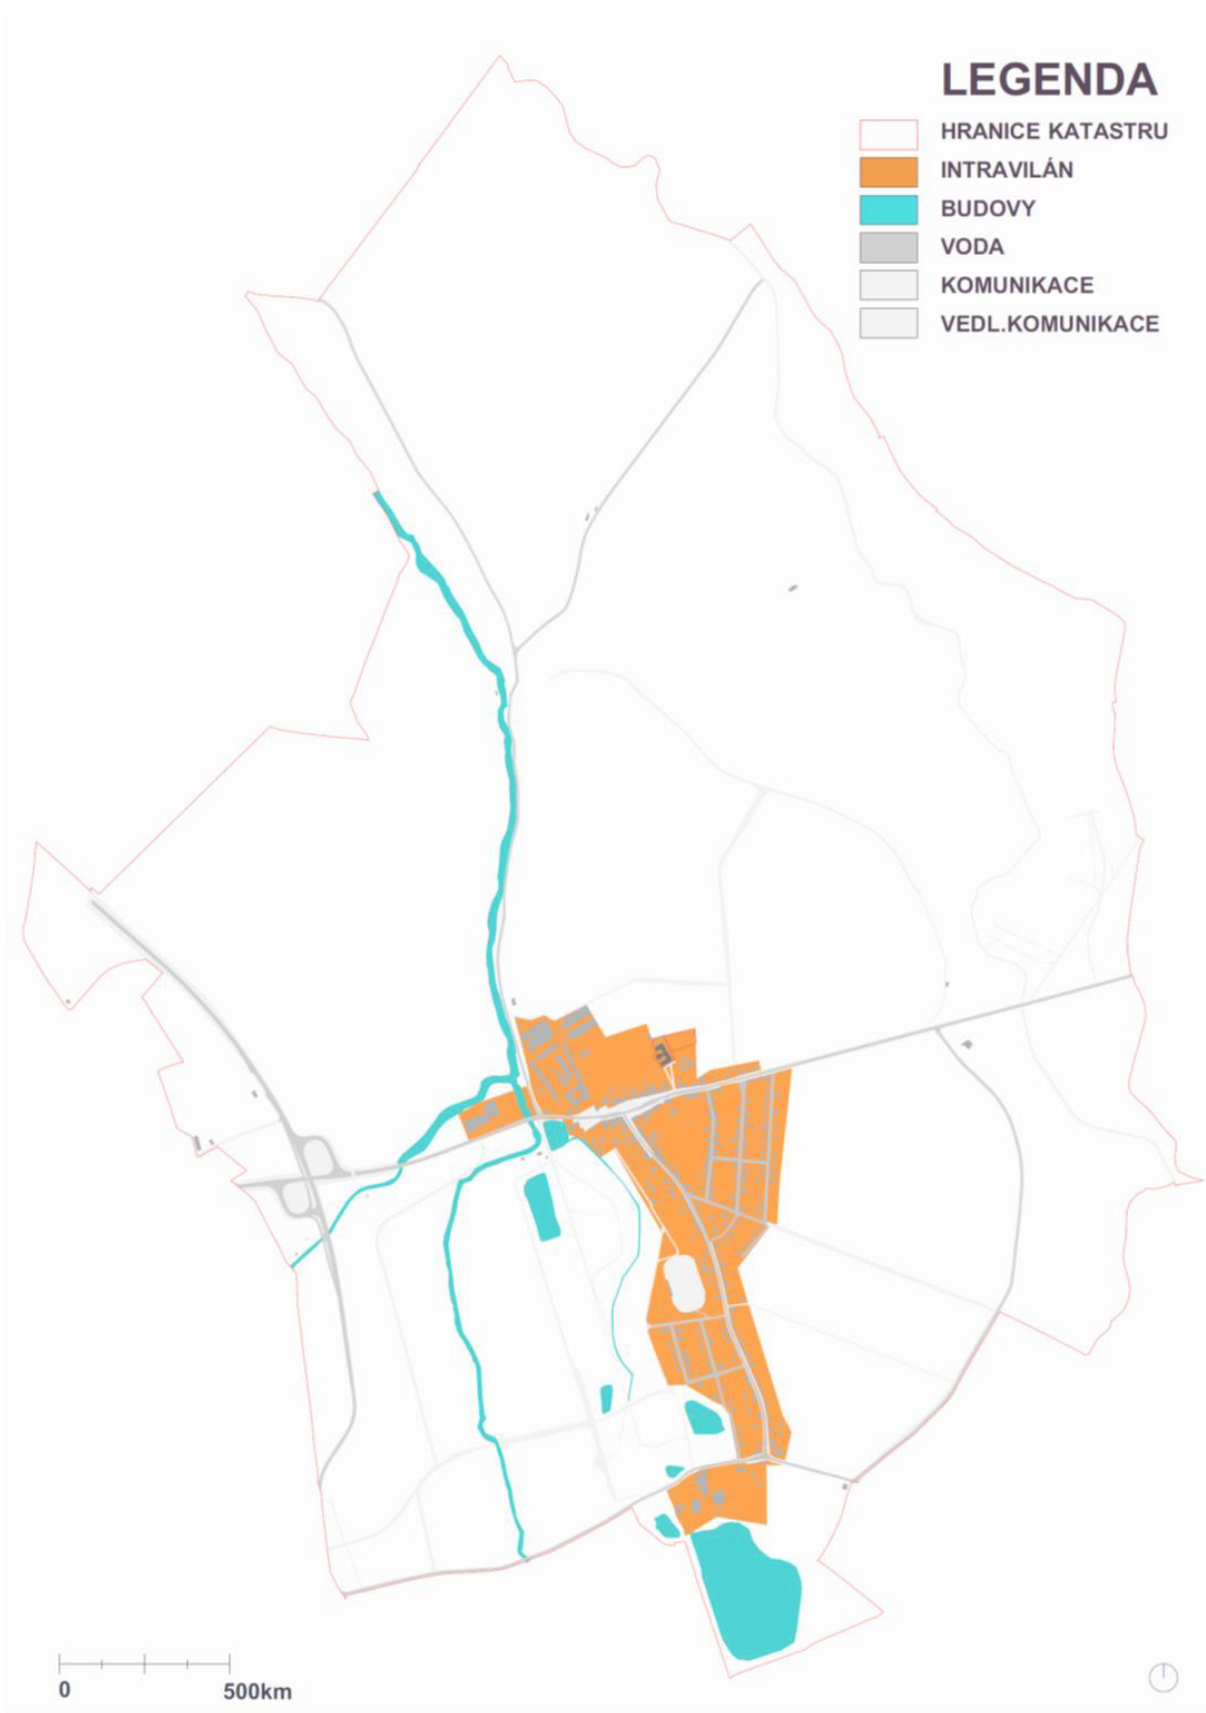 LEGENDA
HRANICE KATASTRU
INTRAVILÁN
BUDOVY
VODA
KOMUNIKACE
VEDL.KOMUNIKACE
0 500km